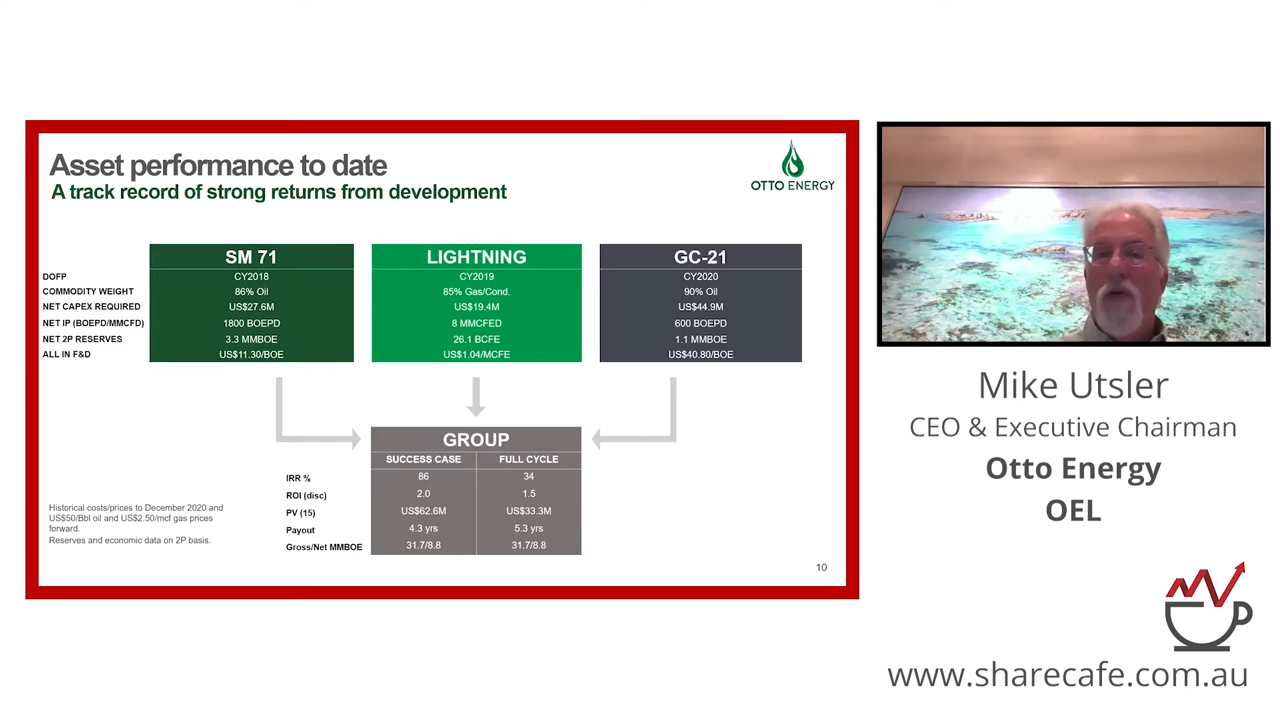 Asset performance to date
A track record of strong returns from development
OTTO ENERGY
SM 71 LIGHTNING GC-21
DOFP CY2018 CY2019 CY2020
COMMODITY WEIGHT 86% Oil 85% Gas/Cond. 90% Oil
NET CAPEX REQUIRED US$27.6M US$19.4M US$44.9M
NET IP (BOEPD/MMCFD) 1800 BOEPD 8 MMCFED 600 BOEPD
NET 2P RESERVES 3.3 MMBOE 26.1 BCFE 1.1 MMBOE
ALL IN F&D US$11.30/BOE US$1.04/MCFE US$40.80/BOE
GROUP
SUCCESS CASE FULL CYCLE
IRR % 86 34
ROI (disc) 2.0 1.5
PV (15) US$62.6M US$33.3M
Payout 4.3 yrs 5.3 yrs
Gross/Net MMBOE 31.7/8.8 31.7/8.8
Historical costs/prices to December 2020 and
US$50/Bbl oil and US$2.50/mcf gas prices
forward.
Reserves and economic data on 2P basis.
10
Mike Utsler
CEO & Executive Chairman
Otto Energy
OEL
www.sharecafe.com.au